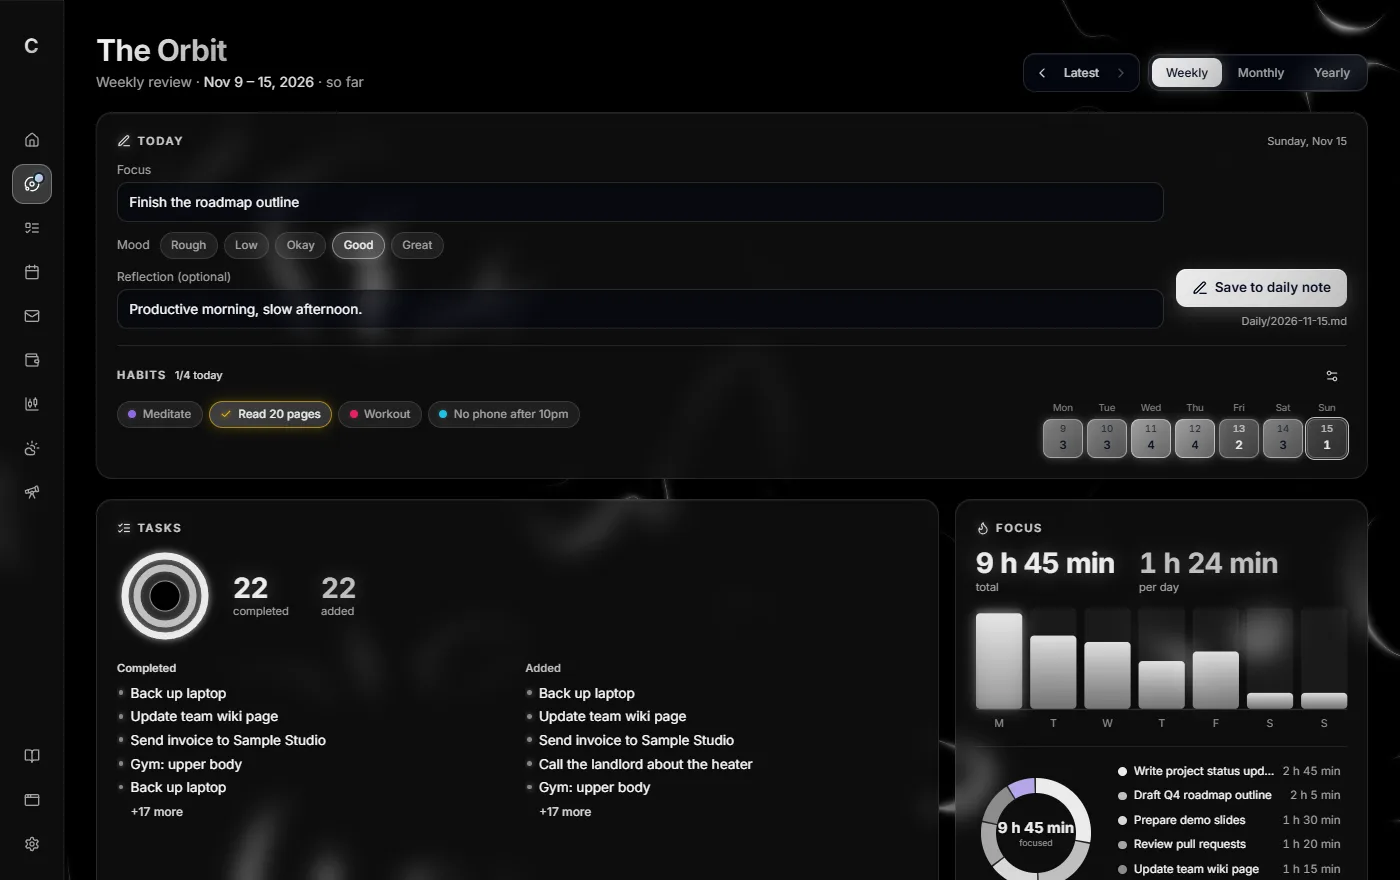 C
The Orbit
Weekly review · Nov 9 – 15, 2026 · so far
Latest
Weekly Monthly Yearly
TODAY
Sunday, Nov 15
Focus
Finish the roadmap outline
Mood Rough Low Okay Good Great
Reflection (optional)
Productive morning, slow afternoon.
Save to daily note
Daily/2026-11-15.md
HABITS 1/4 today
Meditate Read 20 pages Workout No phone after 10pm
Mon Tue Wed Thu Fri Sat Sun
9 10 11 12 13 14 15
3 3 4 4 2 3 1
TASKS
22 22
completed added
Completed
Back up laptop
Update team wiki page
Send invoice to Sample Studio
Gym: upper body
Back up laptop
+17 more
Added
Back up laptop
Update team wiki page
Send invoice to Sample Studio
Call the landlord about the heater
Gym: upper body
+17 more
FOCUS
9 h 45 min 1 h 24 min
total per day
M T W T F S S
9 h 45 min
focused
Write project status upd... 2 h 45 min
Draft Q4 roadmap outline 2 h 5 min
Prepare demo slides 1 h 30 min
Review pull requests 1 h 20 min
Update team wiki page 1 h 15 min